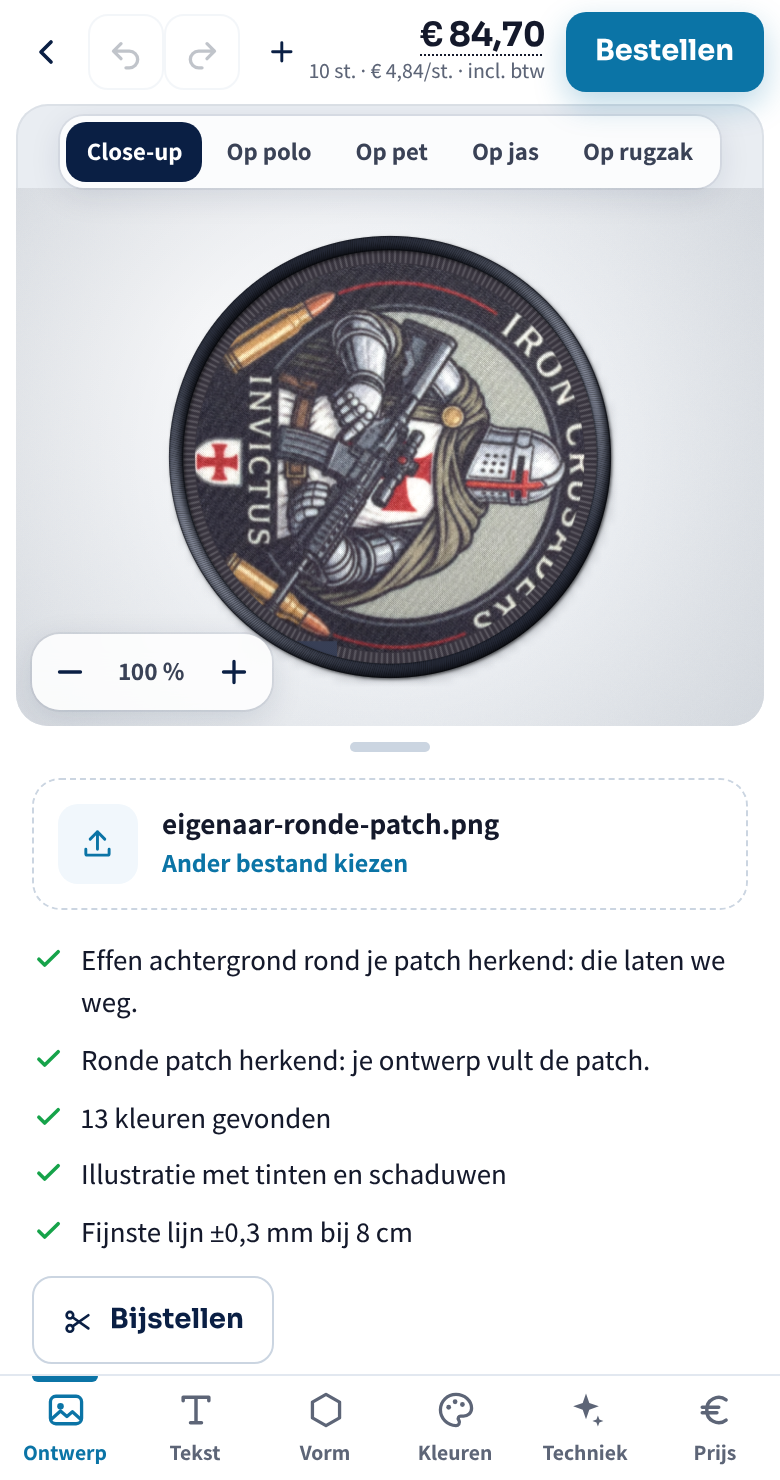 € 84,70
10 st. · € 4,84/st. · incl. btw
Bestellen
Close-up
Op polo
Op pet
Op jas
Op rugzak
IRON CRUSADERS
INVICTUS
100 %
eigenaar-ronde-patch.png
Ander bestand kiezen
Effen achtergrond rond je patch herkend: die laten we
weg.
Ronde patch herkend: je ontwerp vult de patch.
13 kleuren gevonden
Illustratie met tinten en schaduwen
Fijnste lijn ±0,3 mm bij 8 cm
Bijstellen
Ontwerp
Tekst
Vorm
Kleuren
Techniek
Prijs